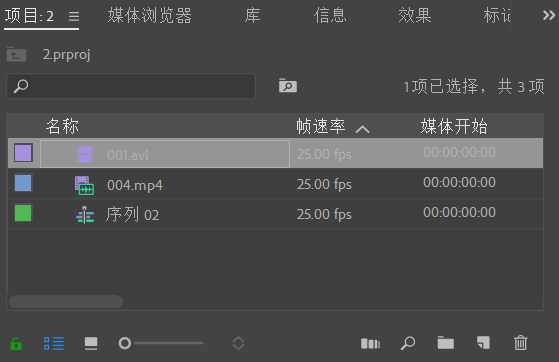 项目: 2 媒体浏览器 库 信息 效果 标记
2.prproj
1项已选择，共 3 项
名称 帧速率 媒体开始
001.avi 25.00 fps 00:00:00:00
004.mp4 25.00 fps 00:00:00:00
序列 02 25.00 fps 00:00:00:00